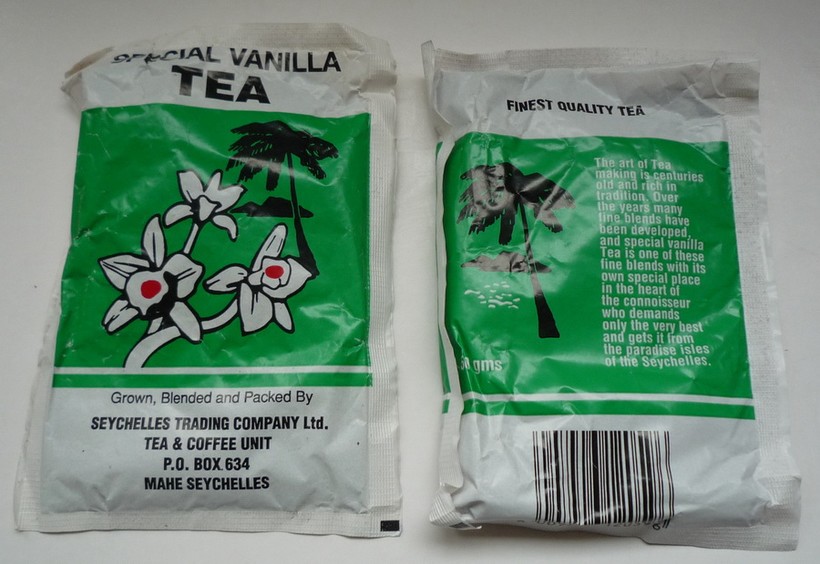 SPECIAL VANILLA
TEA
Grown, Blended and Packed By
SEYCHELLES TRADING COMPANY Ltd.
TEA & COFFEE UNIT
P.O. BOX 634
MAHE SEYCHELLES
FINEST QUALITY TEA
The art of Tea
making is centuries
old and rich in
tradition. Over
the years many
fine blends have
been developed,
and special vanilla
Tea is one of these
fine blends with its
own special place
in the heart of
the connoisseur
who demands
only the very best
and gets it from
the paradise isles
of the Seychelles.
gms